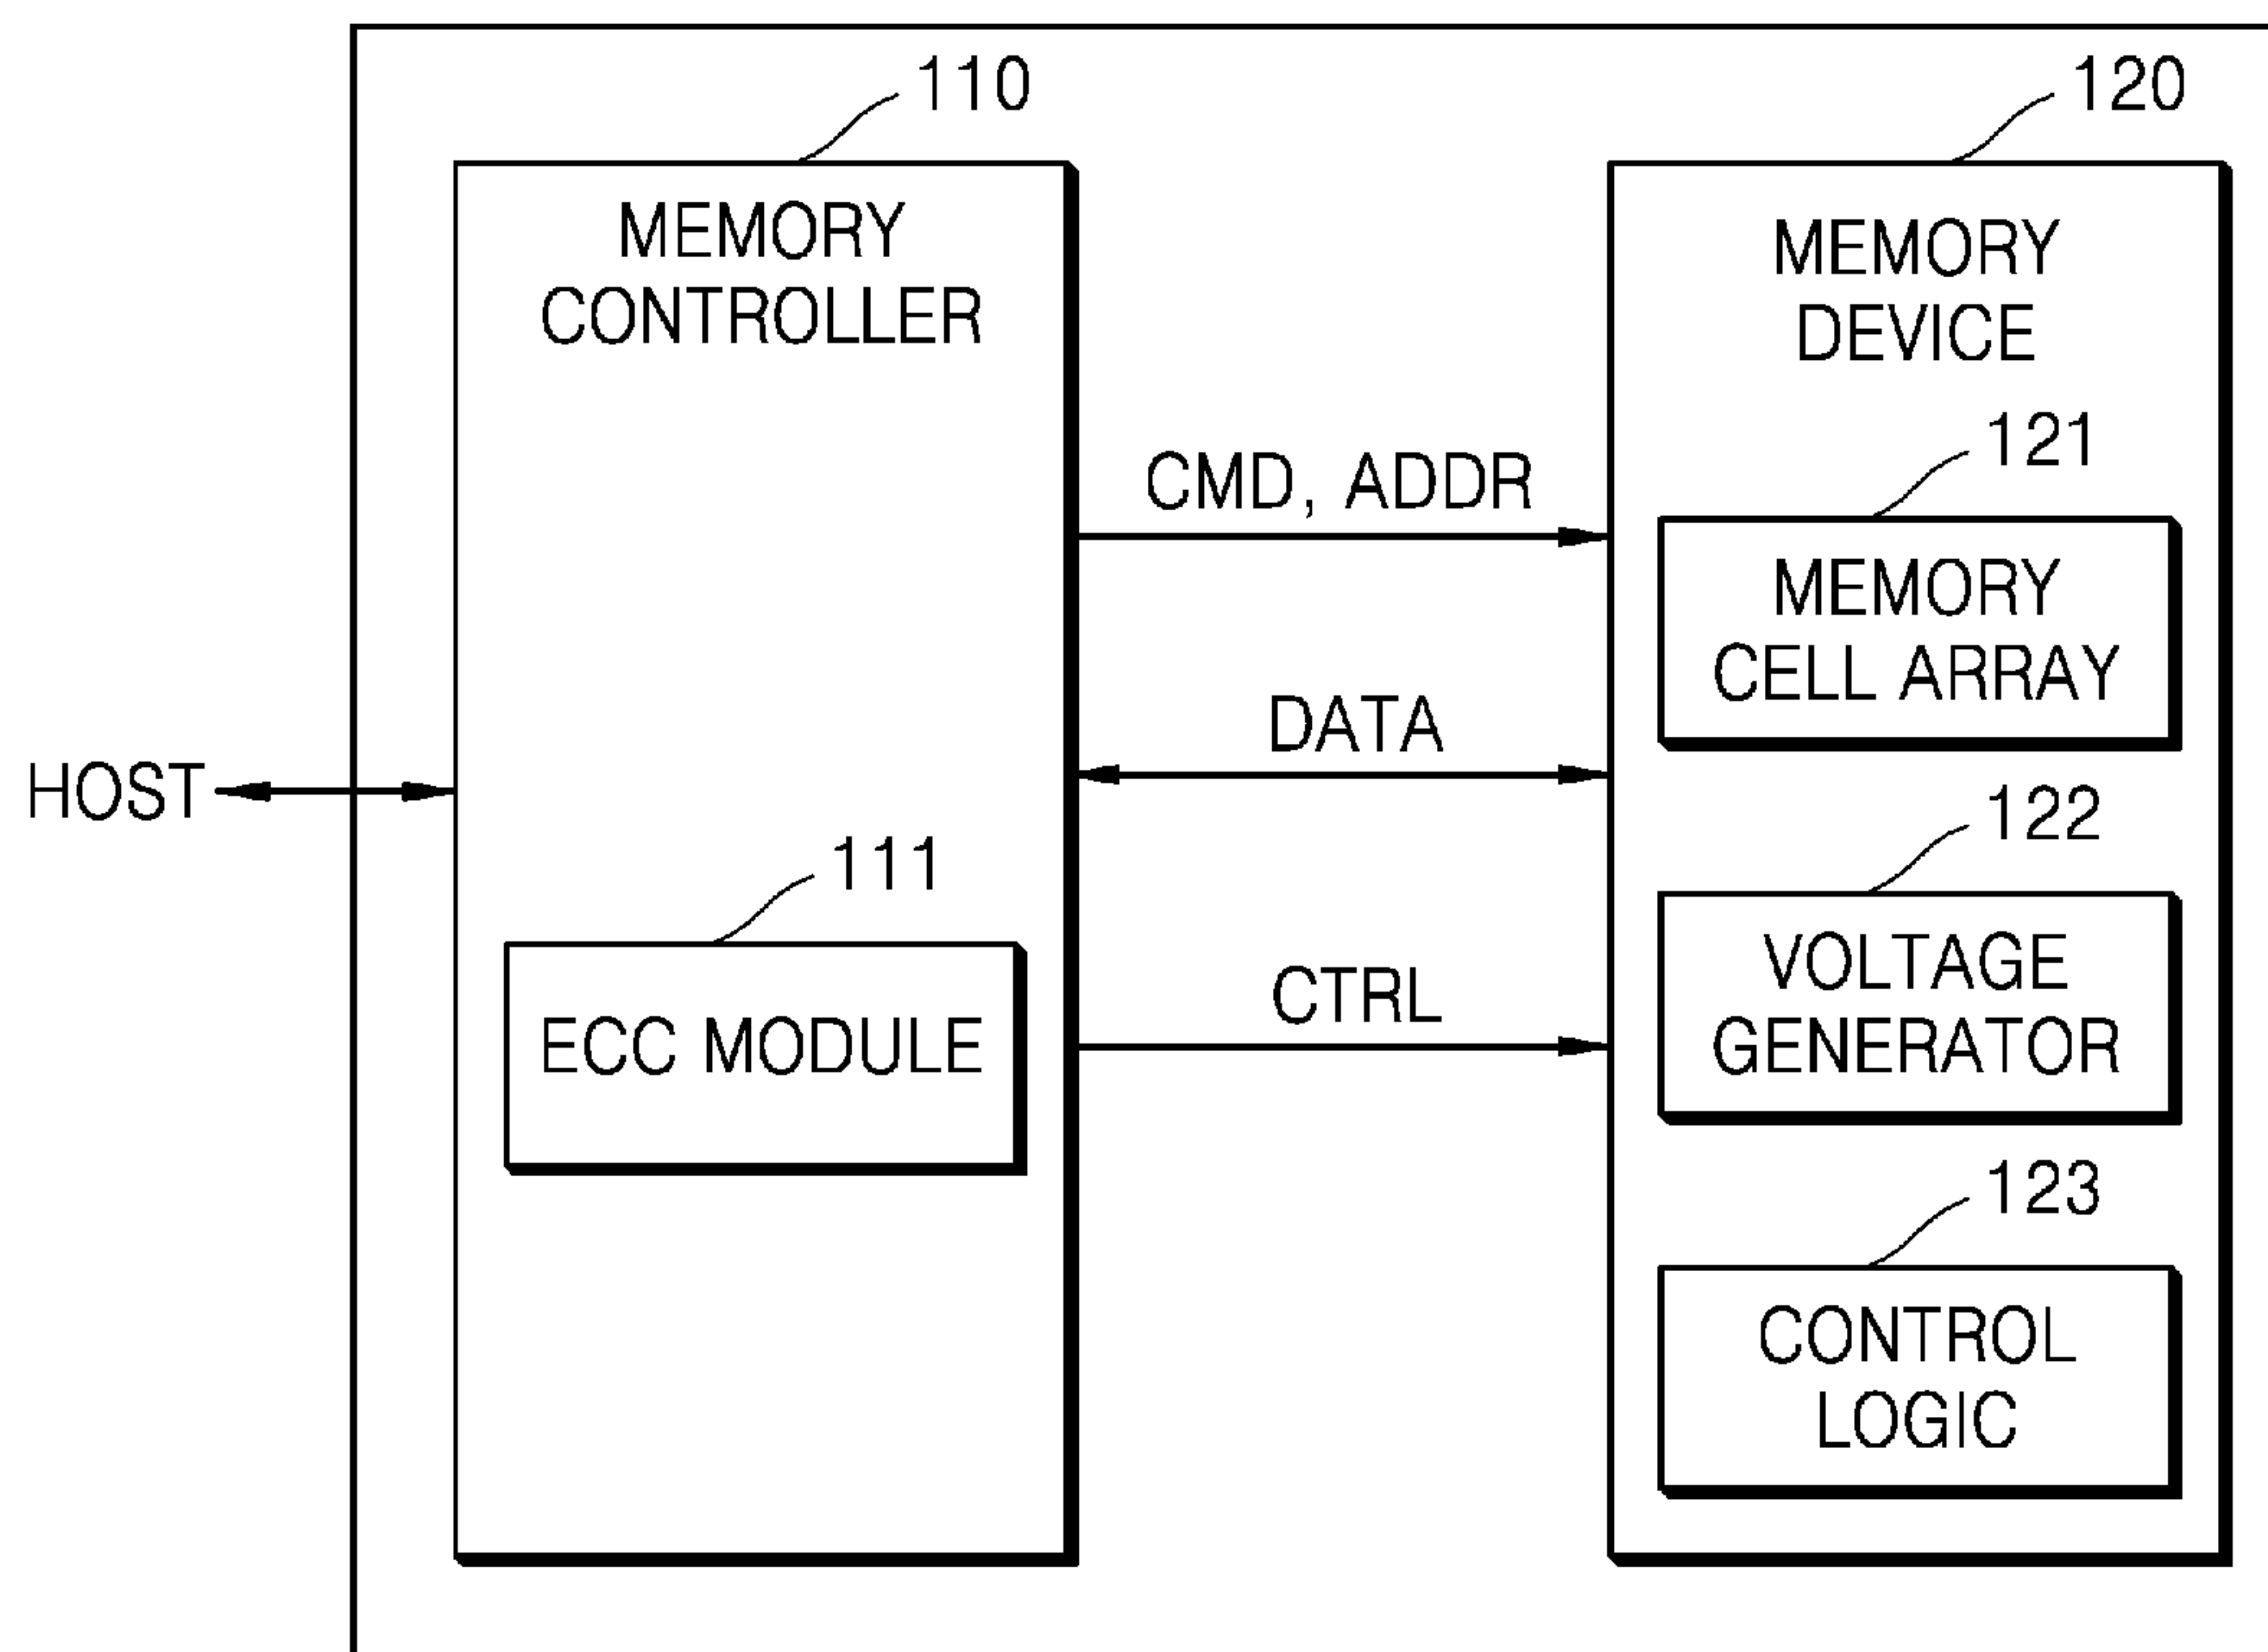 110
120
MEMORY
CONTROLLER
MEMORY
DEVICE
121
CMD, ADDR
MEMORY
CELL ARRAY
DATA
HOST
122
111
VOLTAGE
GENERATOR
CTRL
ECC MODULE
123
CONTROL
LOGIC